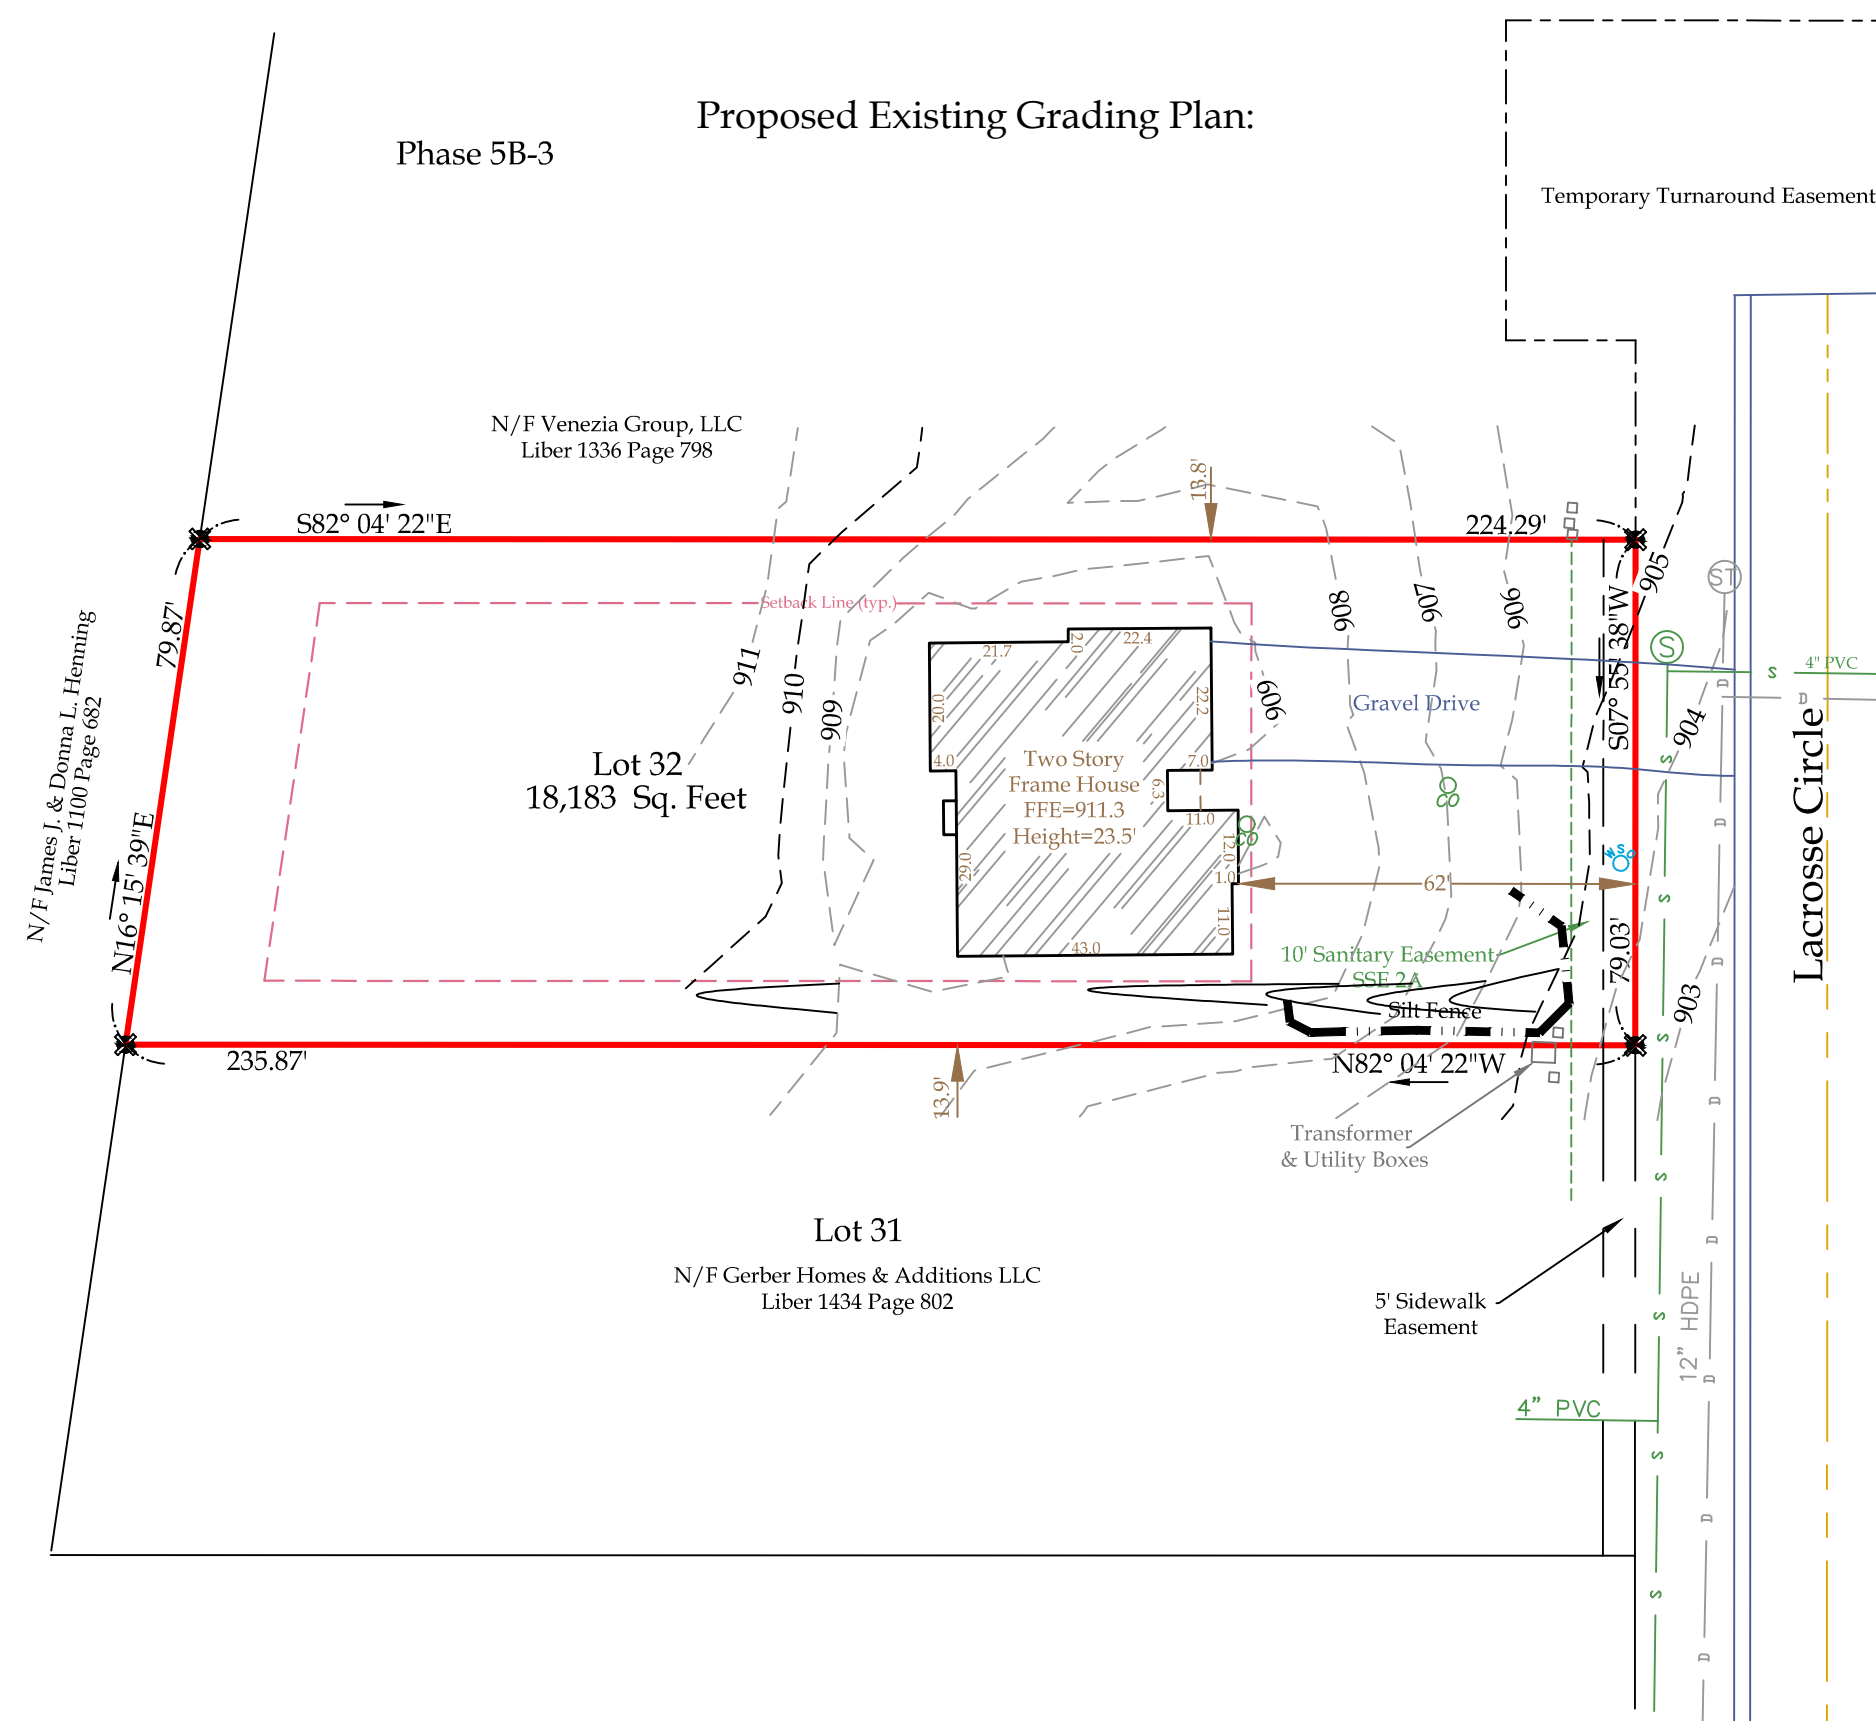 Proposed Existing Grading Plan:
Phase 5B-3
Temporary Turnaround Easement
N/F Venezia Group, LLC
Liber 1336 Page 798
S82° 04' 22"E
224.29'
13.8'
905
ST
79.87'
Setback Line (typ.)
908
907
906
S07° 55' 38"W
S
S
4" PVC
S
N/F James J. & Donna L. Henning
Liber 1100 Page 682
911
910
909
21.7
2.0
22.4
20.0
22.2
909
Gravel Drive
D
D
904
S
Lacrosse Circle
Lot 32
18,183 Sq. Feet
4.0
Two Story
Frame House
FFE=911.3
Height=23.5'
7.0
6.3
11.0
CO
CO
D
N16° 15' 39"E
29.0
12.0
1.0
62'
WSO
S
11.0
43.0
10' Sanitary Easement
SSE 2A
79.03'
D
903
Silt Fence
S
235.87'
N82° 04' 22"W
13.9'
D
Transformer
& Utility Boxes
S
Lot 31
D
N/F Gerber Homes & Additions LLC
Liber 1434 Page 802
5' Sidewalk
Easement
S
12" HDPE
D
4" PVC
S
D
S
D